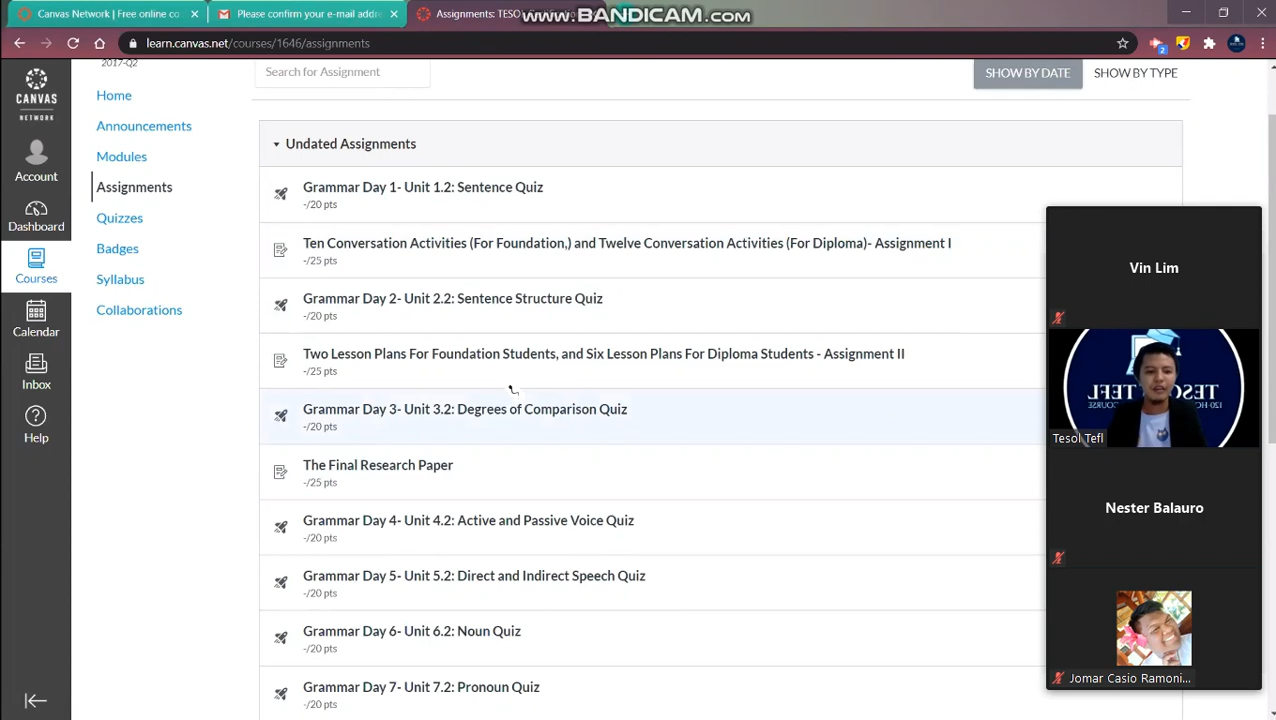 Canvas Network | Free online co
Please confirm your e-mail addr
Assignments: TESO
www.BANDICAM.com
learn.canvas.net/courses/1646/assignments
2
2017-Q2
CANVAS
NETWORK
Account
Dashboard
Courses
Calendar
Inbox
Help
Home
Announcements
Modules
Assignments
Quizzes
Badges
Syllabus
Collaborations
Search for Assignment
SHOW BY DATE
SHOW BY TYPE
Undated Assignments
Grammar Day 1- Unit 1.2: Sentence Quiz
-/20 pts
Ten Conversation Activities (For Foundation,) and Twelve Conversation Activities (For Diploma)- Assignment I
-/25 pts
Grammar Day 2- Unit 2.2: Sentence Structure Quiz
-/20 pts
Two Lesson Plans For Foundation Students, and Six Lesson Plans For Diploma Students - Assignment II
-/25 pts
Grammar Day 3- Unit 3.2: Degrees of Comparison Quiz
-/20 pts
The Final Research Paper
-/25 pts
Grammar Day 4- Unit 4.2: Active and Passive Voice Quiz
-/20 pts
Grammar Day 5- Unit 5.2: Direct and Indirect Speech Quiz
-/20 pts
Grammar Day 6- Unit 6.2: Noun Quiz
-/20 pts
Grammar Day 7- Unit 7.2: Pronoun Quiz
-/20 pts
Vin Lim
Tesol Tefl
Nester Balauro
Jomar Casio Ramoni...